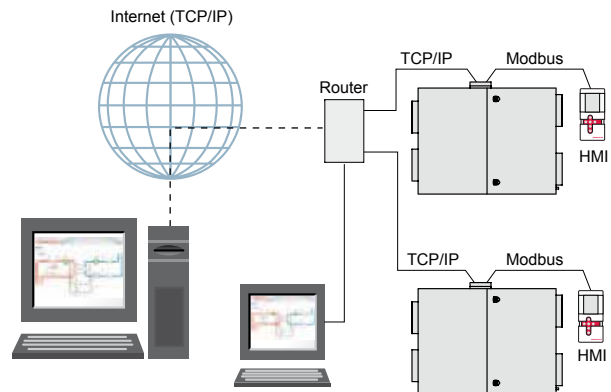 Internet (TCP/IP)
TCP/IP
Modbus
Router
HMI
TCP/IP
Modbus
HMI